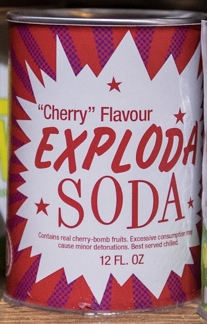 "Cherry" Flavour
EXPLODA
SODA
Contains real cherry-bomb fruits. Excessive consumption may
cause minor detonations. Best served chilled.
12 FL. OZ